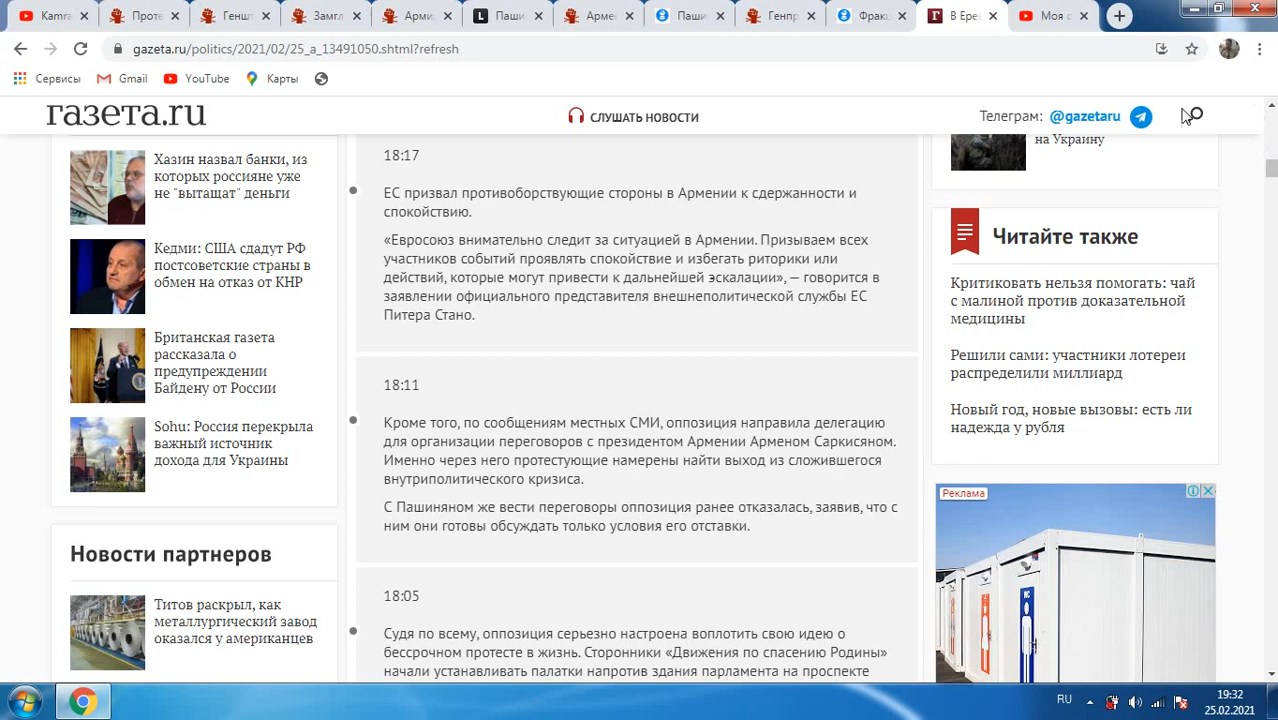 Kamra
Проте
Геншт
Замгл
Арми
Паши
Армен
Паши
Генпр
Фракц
В Ере
Моя с
gazeta.ru/politics/2021/02/25_a_13491050.shtml?refresh
Сервисы
Gmail
YouTube
Карты
газета.ru
СЛУШАТЬ НОВОСТИ
Телеграм: @gazetaru
Хазин назвал банки, из
которых россияне уже
не "вытащат" деньги
Кедми: США сдадут РФ
постсоветские страны в
обмен на отказ от КНР
Британская газета
рассказала о
предупреждении
Байдену от России
Sohu: Россия перекрыла
важный источник
дохода для Украины
Новости партнеров
Титов раскрыл, как
металлургический завод
оказался у американцев
18:17
ЕС призвал противоборствующие стороны в Армении к сдержанности и
спокойствию.
«Евросоюз внимательно следит за ситуацией в Армении. Призываем всех
участников событий проявлять спокойствие и избегать риторики или
действий, которые могут привести к дальнейшей эскалации», — говорится в
заявлении официального представителя внешнеполитической службы ЕС
Питера Стано.
18:11
Кроме того, по сообщениям местных СМИ, оппозиция направила делегацию
для организации переговоров с президентом Армении Арменом Саркисяном.
Именно через него протестующие намерены найти выход из сложившегося
внутриполитического кризиса.
С Пашиняном же вести переговоры оппозиция ранее отказалась, заявив, что с
ним они готовы обсуждать только условия его отставки.
18:05
Судя по всему, оппозиция серьезно настроена воплотить свою идею о
бессрочном протесте в жизнь. Сторонники «Движения по спасению Родины»
начали устанавливать палатки напротив здания парламента на проспекте
на Украину
Читайте также
Критиковать нельзя помогать: чай
с малиной против доказательной
медицины
Решили сами: участники лотереи
распределили миллиард
Новый год, новые вызовы: есть ли
надежда у рубля
Реклама
WC
RU
19:32
25.02.2021